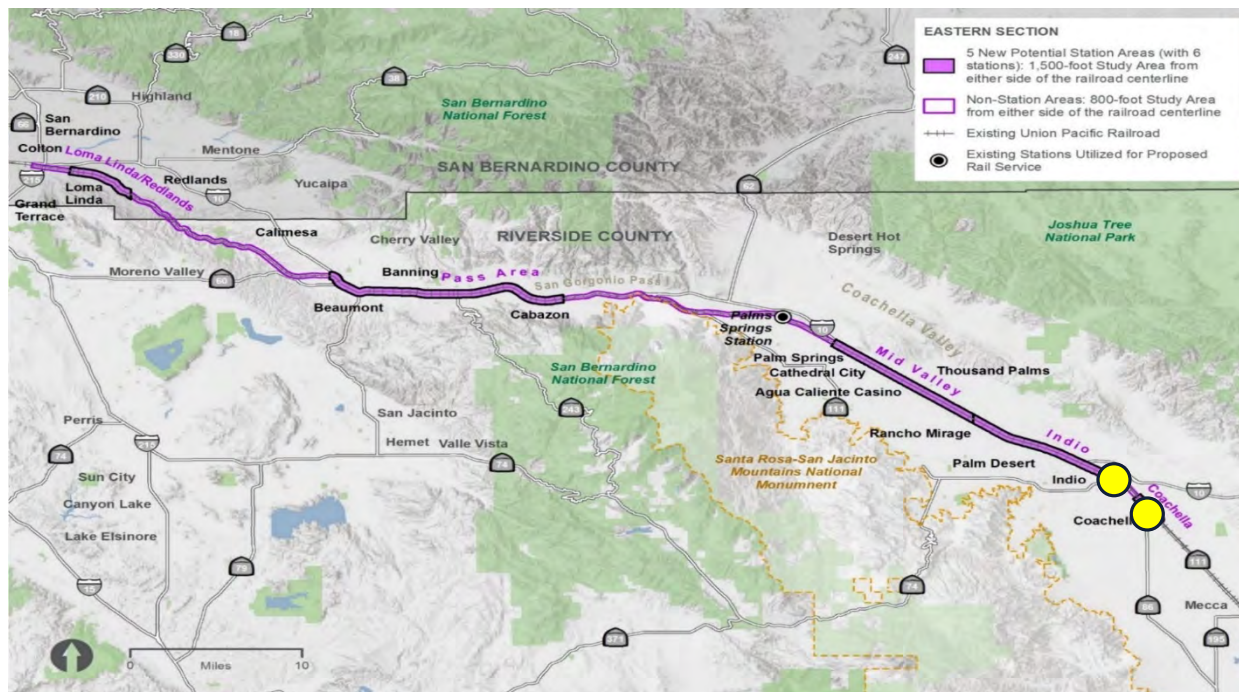 EASTERN SECTION
5 New Potential Station Areas (with 6
stations): 1,500-foot Study Area from
either side of the railroad centerline
Non-Station Areas: 800-foot Study Area
from either side of the railroad centerline
Existing Union Pacific Railroad
Existing Stations Utilized for Proposed
Rail Service
18
330
38
247
210
Highland
San Bernardino
National Forest
66
San
Bernardino
Colton
Loma Linda/Redlands
Mentone
SAN BERNARDINO COUNTY
Loma
Linda
Redlands
Yucaipa
10
62
Grand
Terrace
Calimesa
Cherry Valley
RIVERSIDE COUNTY
Desert Hot
Springs
Joshua Tree
National Park
Moreno Valley
60
Banning
Pass Area
San Gorgonio Pass
Coachella Valley
Beaumont
Cabazon
Palms
Springs
Station
10
Mid Valley
Palm Springs
Cathedral City
Thousand Palms
San Bernardino
National Forest
Agua Caliente Casino
111
243
Perris
San Jacinto
Rancho Mirage
Indio
215
Hemet
Valle Vista
74
74
Santa Rosa-San Jacinto
Mountains National
Monumnent
Palm Desert
Sun City
Indio
10
Coachella
Canyon Lake
Coachell
Lake Elsinore
111
79
15
74
86
Mecca
371
195
0
10
Miles